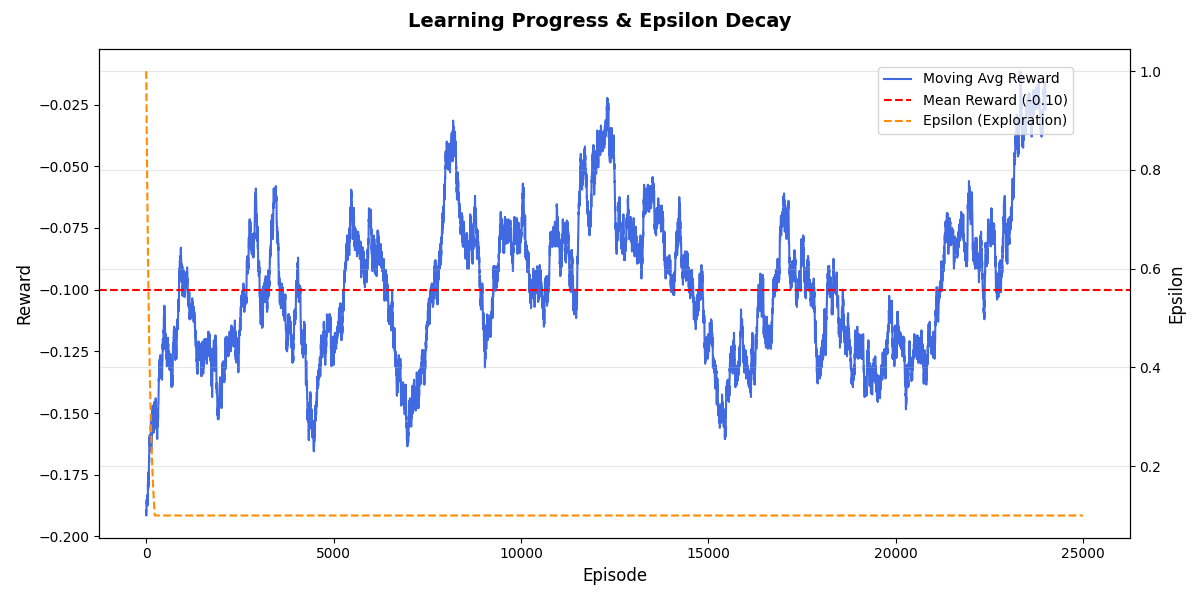 Learning Progress & Epsilon Decay
Moving Avg Reward
Mean Reward (-0.10)
Epsilon (Exploration)
Reward
−0.025
−0.050
−0.075
−0.100
−0.125
−0.150
−0.175
−0.200
1.0
0.8
0.6
0.4
0.2
Epsilon
0 5000 10000 15000 20000 25000
Episode